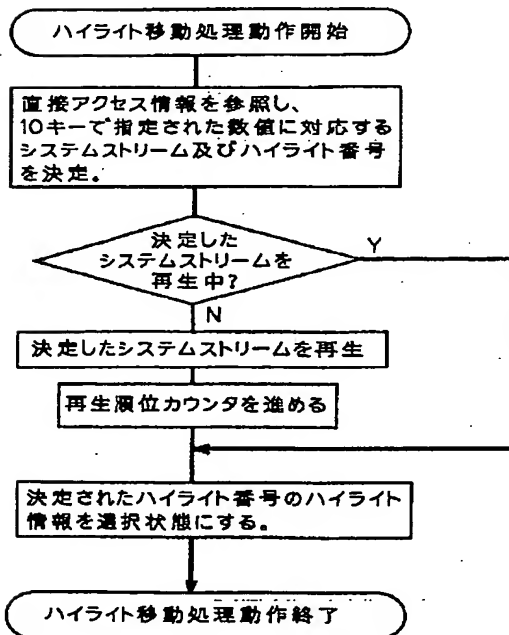 ハイライト移動処理動作開始
直接アクセス情報を参照し、
10キーで指定された数値に対応する
システムストリーム及びハイライト番号
を決定。
決定した
システムストリームを
再生中?
Y
N
決定したシステムストリームを再生
再生順位カウンタを進める
決定されたハイライト番号のハイライト
情報を選択状態にする。
ハイライト移動処理動作終了